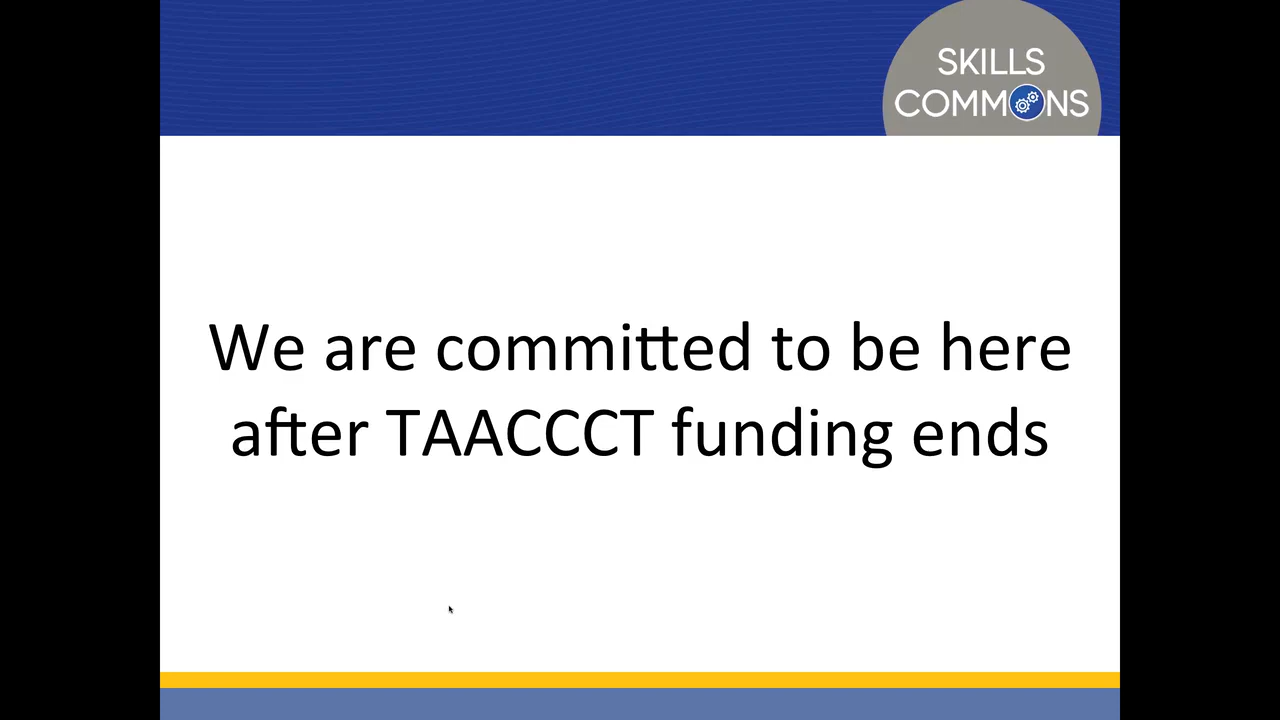 SKILLS
COMMONS
We are committed to be here
after TAACCCT funding ends